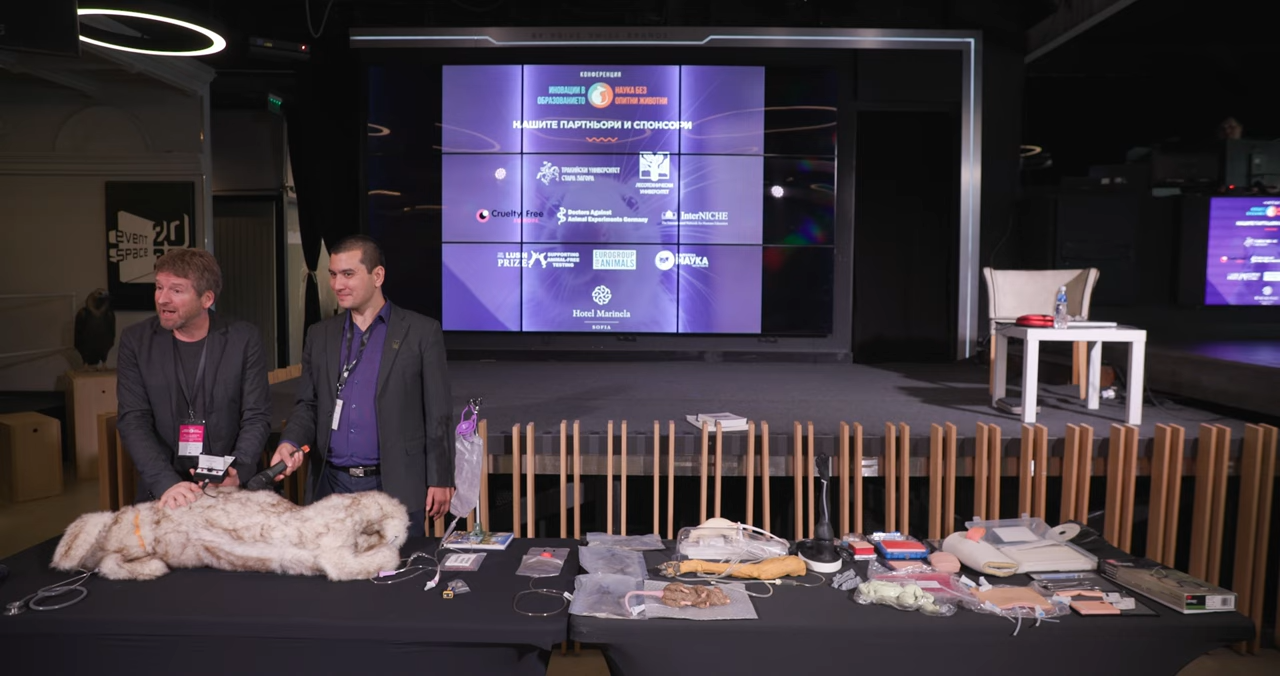 КОНФЕРЕНЦИЯ
ИНОВАЦИИ В
ОБРАЗОВАНИЕТО
НАУКА БЕЗ
ОПИТНИ ЖИВОТНИ
НАШИТЕ ПАРТНЬОРИ И СПОНСОРИ
ТРАКИЙСКИ УНИВЕРСИТЕТ
СТАРА ЗАГОРА
ЛЕСОТЕХНИЧЕСКИ
УНИВЕРСИТЕТ
Cruelty Free
Doctors Against
Animal Experiments Germany
InterNICHE
LUSH
PRIZE
SUPPORTING
ANIMAL-FREE
TESTING
EUROGROUP
FOR ANIMALS
НАУКА
Hotel Marinela
SOFIA
event
space